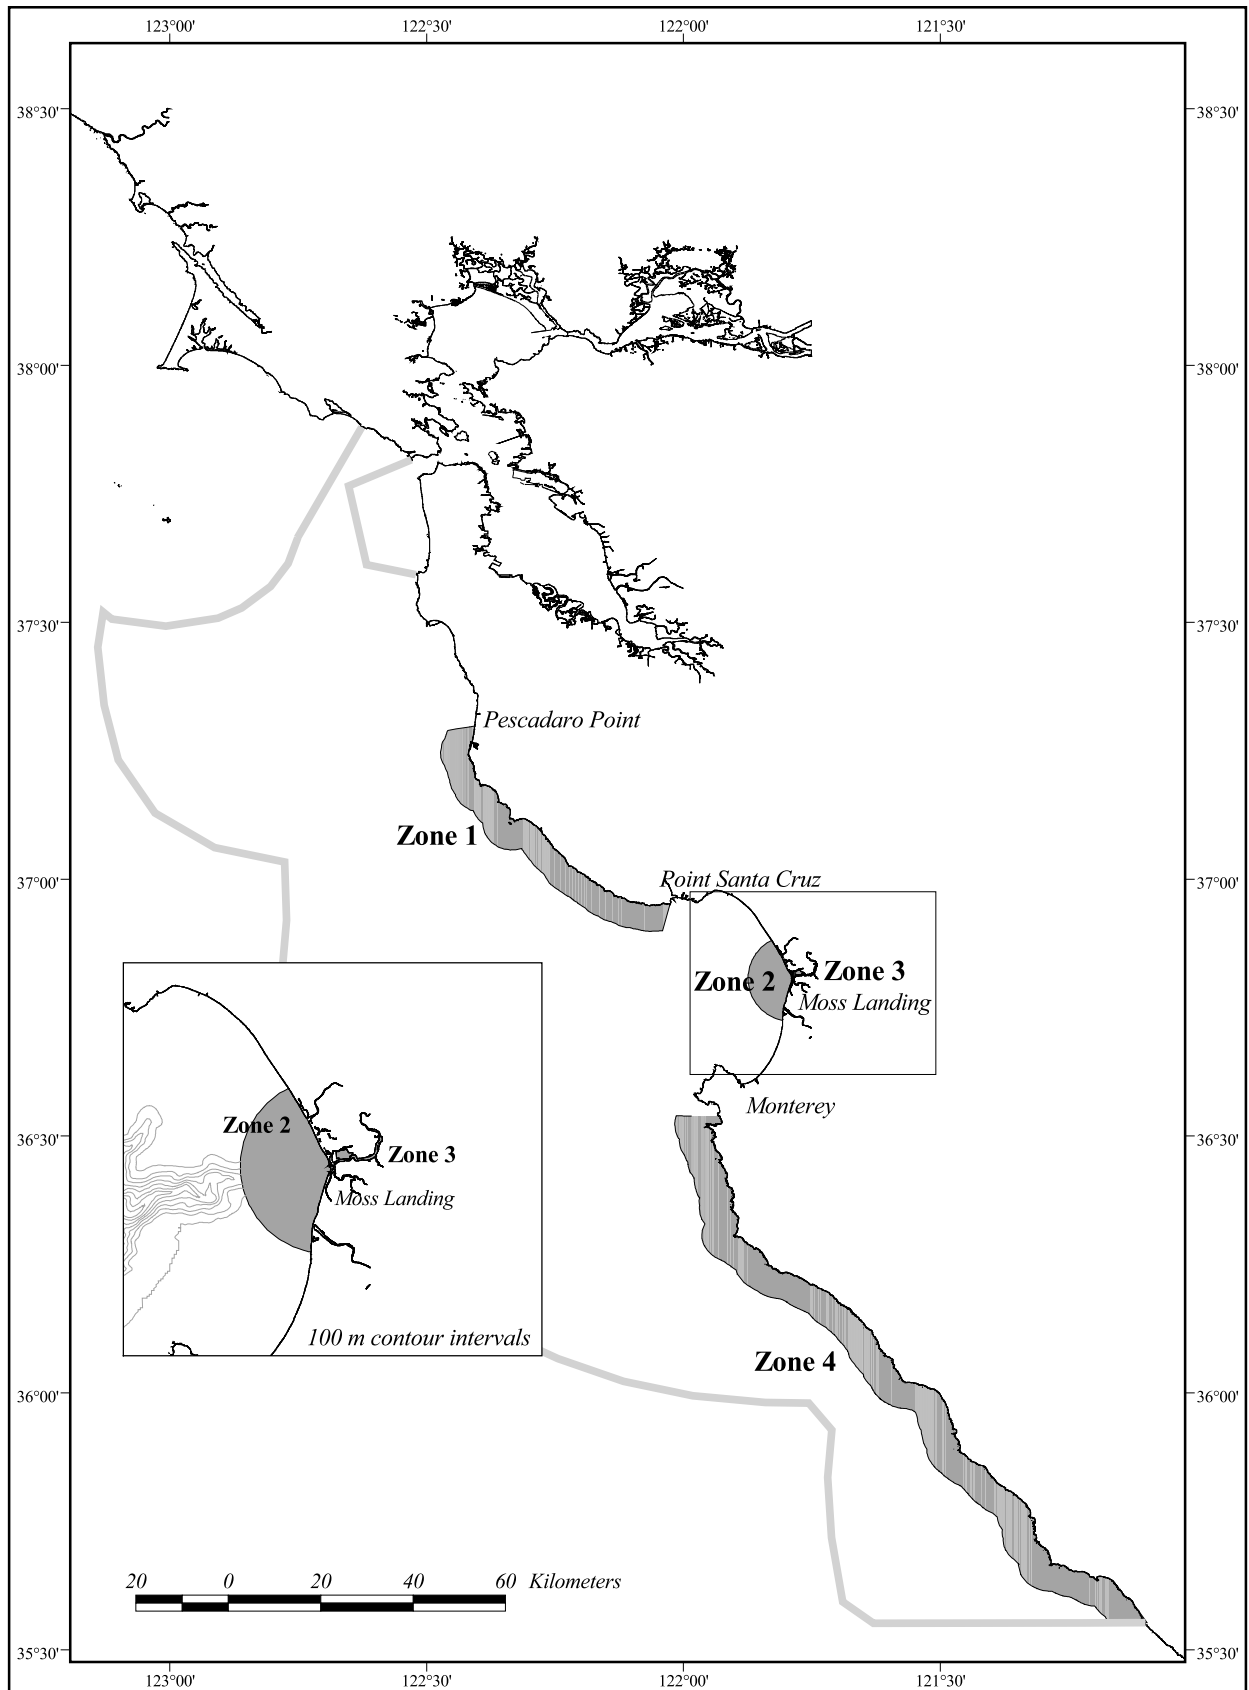 123°00' 122°30' 122°00' 121°30'
38°30' 38°30'
38°00' 38°00'
37°30' 37°30'
Pescadaro Point
Zone 1
37°00' Point Santa Cruz 37°00'
Zone 2 Zone 3
Moss Landing
Monterey
Zone 2
36°30' 36°30'
Zone 3
Moss Landing
100 m contour intervals
Zone 4
36°00' 36°00'
20 0 20 40 60 Kilometers
35°30' 35°30'
123°00' 122°30' 122°00' 121°30'